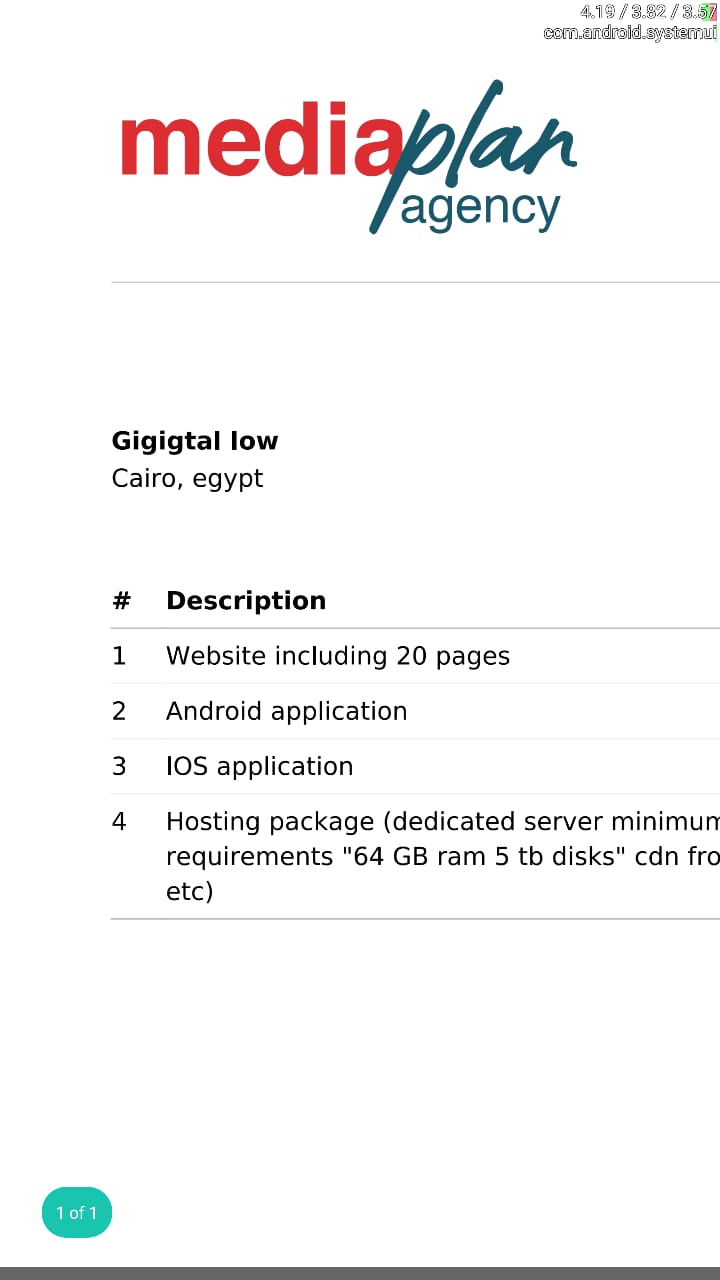 4.19 / 3.82 / 3.57
com.android.systemui
mediaplan
agency
Gigigtal low
Cairo, egypt
# Description
1 Website including 20 pages
2 Android application
3 IOS application
4 Hosting package (dedicated server minimum
requirements "64 GB ram 5 tb disks" cdn fro
etc)
1 of 1